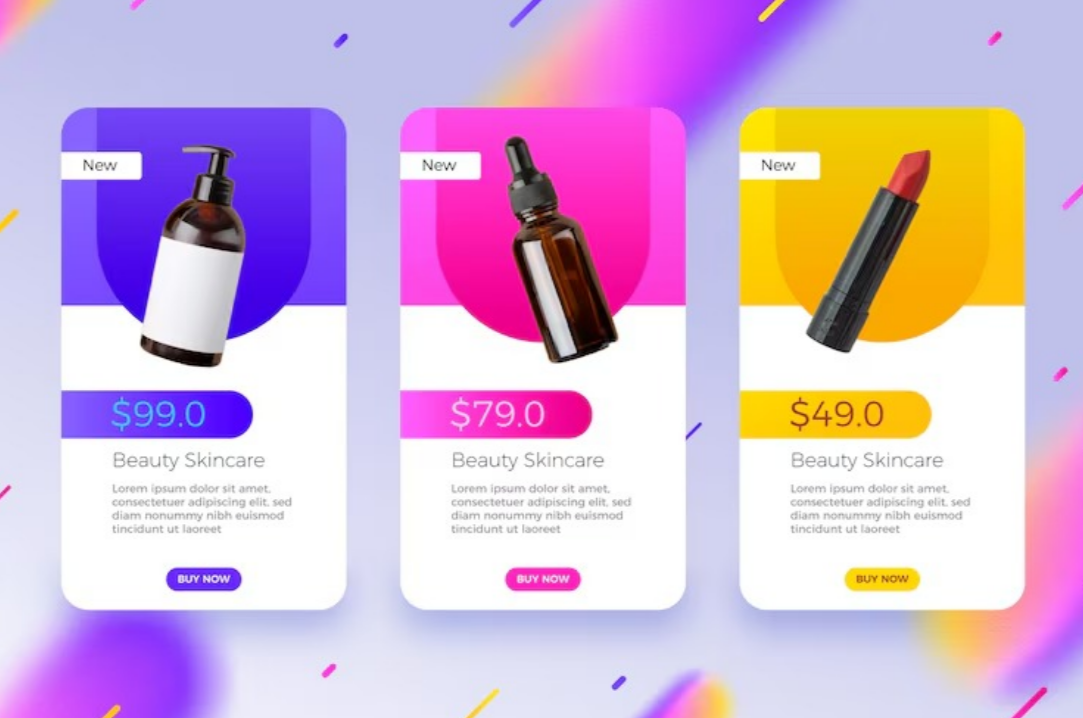 New
$99.0
Beauty Skincare
Lorem ipsum dolor sit amet,
consectetuer adipiscing elit, sed
diam nonummy nibh euismod
tincidunt ut laoreet
BUY NOW
New
$79.0
Beauty Skincare
Lorem ipsum dolor sit amet,
consectetuer adipiscing elit, sed
diam nonummy nibh euismod
tincidunt ut laoreet
BUY NOW
New
$49.0
Beauty Skincare
Lorem ipsum dolor sit amet,
consectetuer adipiscing elit, sed
diam nonummy nibh euismod
tincidunt ut laoreet
BUY NOW